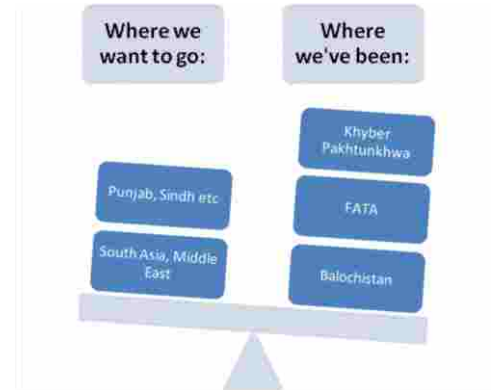 Where we
want to go:
Where
we've been:
Khyber
Pakhtunkhwa
Punjab, Sindh etc
FATA
South Asia, Middle
East
Balochistan